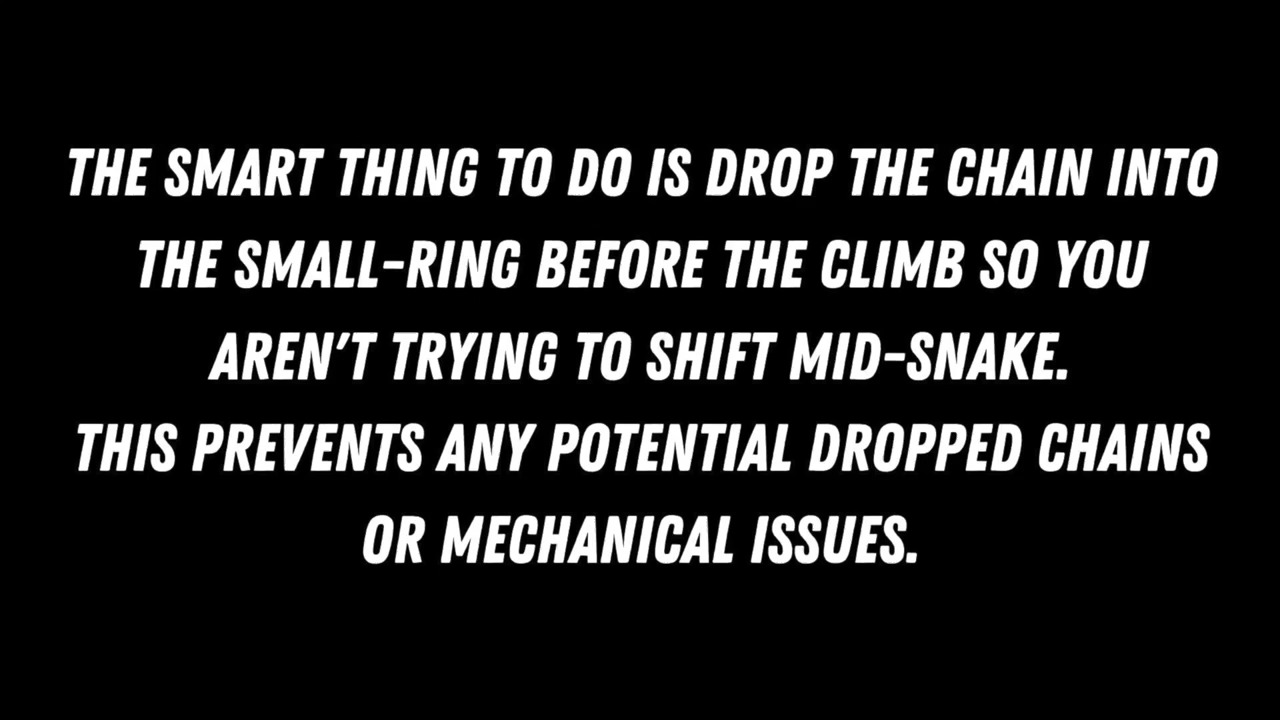 THE SMART THING TO DO IS DROP THE CHAIN INTO
THE SMALL-RING BEFORE THE CLIMB SO YOU
AREN'T TRYING TO SHIFT MID-SNAKE.
THIS PREVENTS ANY POTENTIAL DROPPED CHAINS
OR MECHANICAL ISSUES.